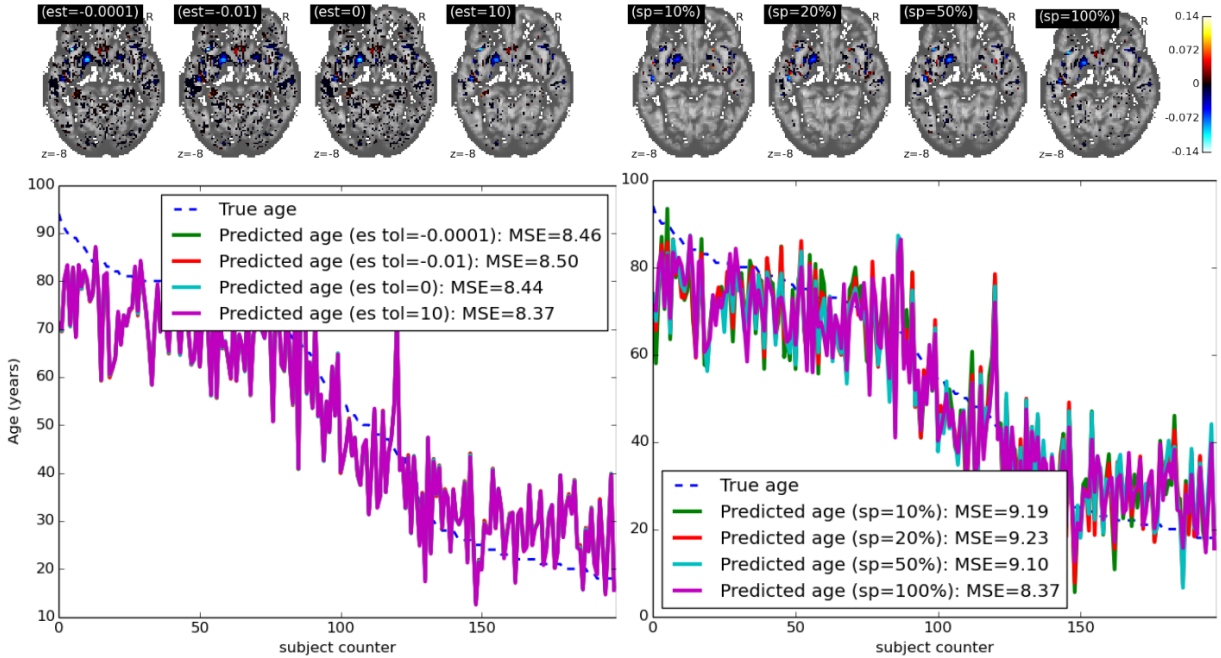 (est=-0.0001)
R
(est=-0.01)
R
(est=0)
R
(est=10)
R
(sp=10%)
R
(sp=20%)
R
(sp=50%)
R
(sp=100%)
R
0.14
0.072
0
-0.072
-0.14
z=-8
z=-8
z=-8
z=-8
z=-8
z=-8
z=-8
z=-8
100
90
80
70
60
50
40
30
20
10
Age (years)
True age
Predicted age (es tol=-0.0001): MSE=8.46
Predicted age (es tol=-0.01): MSE=8.50
Predicted age (es tol=0): MSE=8.44
Predicted age (es tol=10): MSE=8.37
0
50
100
150
subject counter
100
80
60
40
20
0
True age
Predicted age (sp=10%): MSE=9.19
Predicted age (sp=20%): MSE=9.23
Predicted age (sp=50%): MSE=9.10
Predicted age (sp=100%): MSE=8.37
0
50
100
150
subject counter